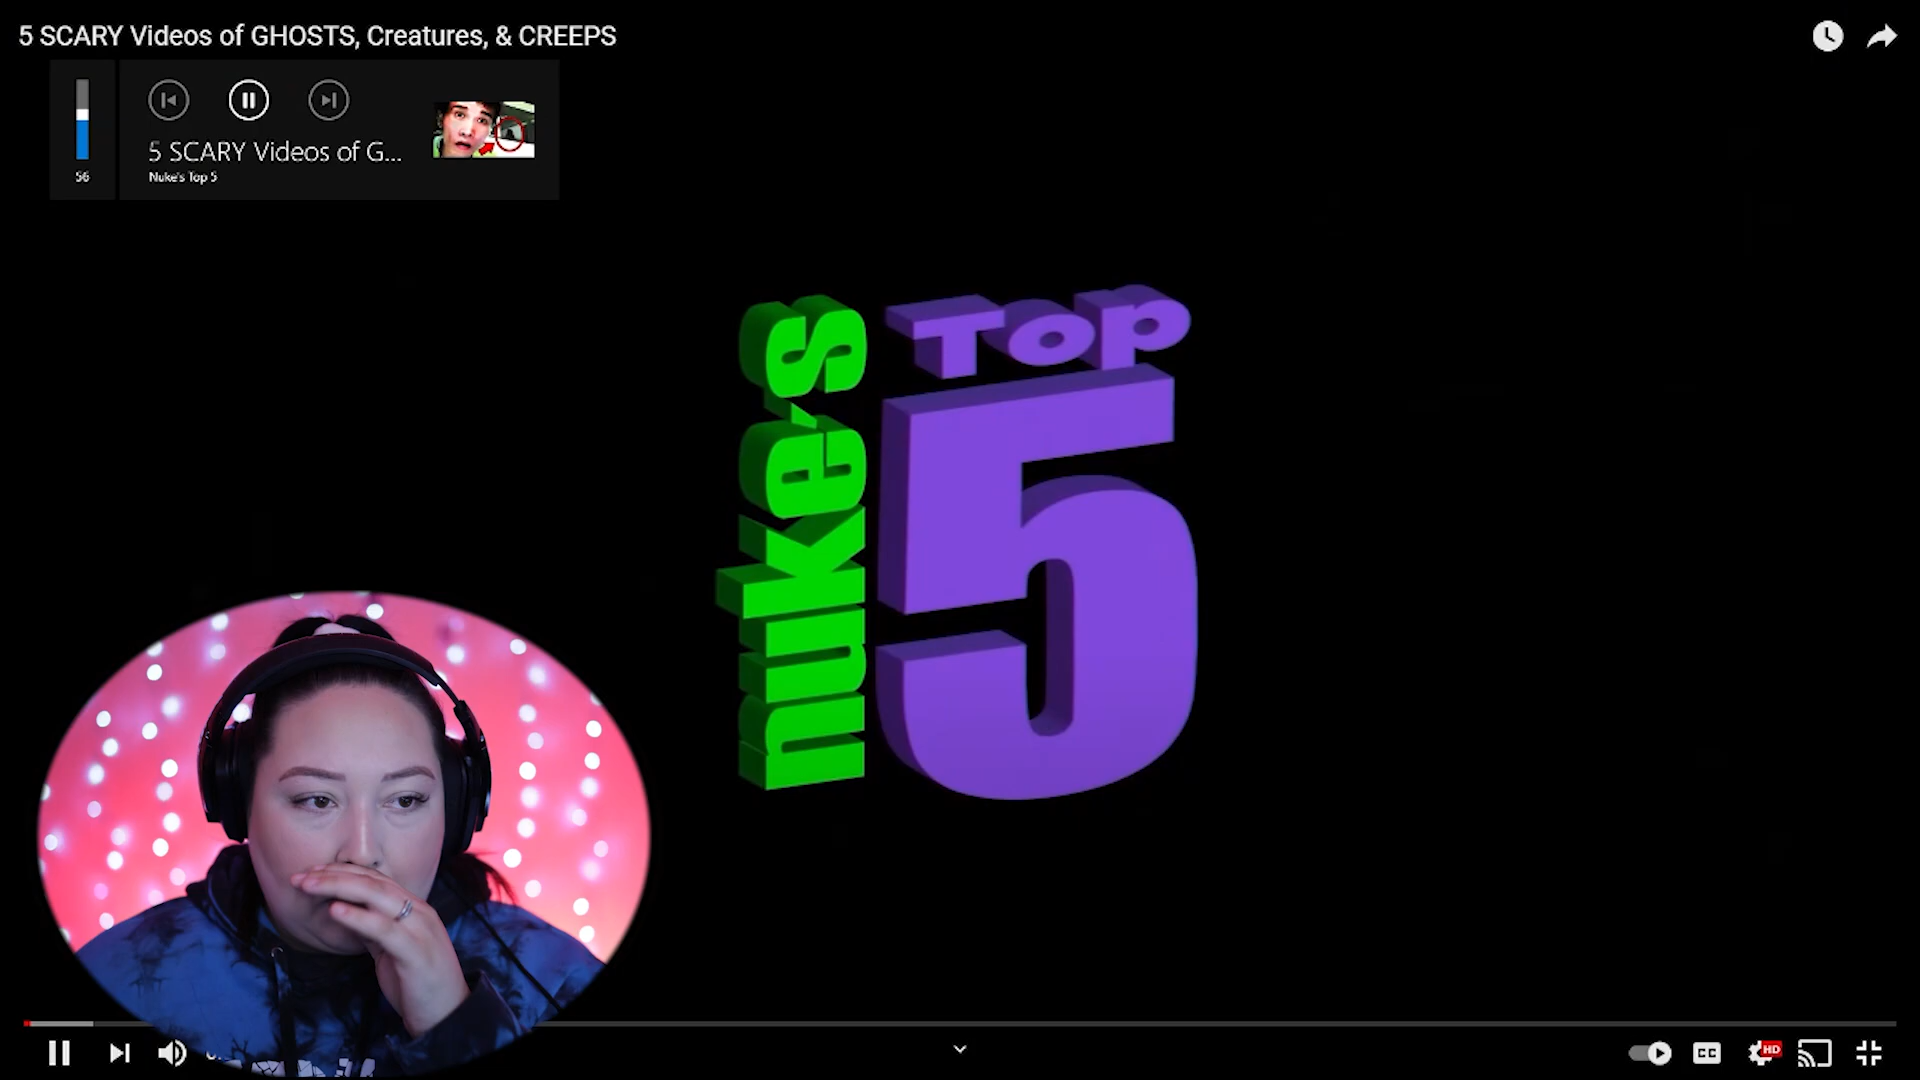 5 SCARY Videos of GHOSTS, Creatures, & CREEPS
5 SCARY Videos of G...
Nuke's Top 5
56
nuke's
Top
5
CC
HD